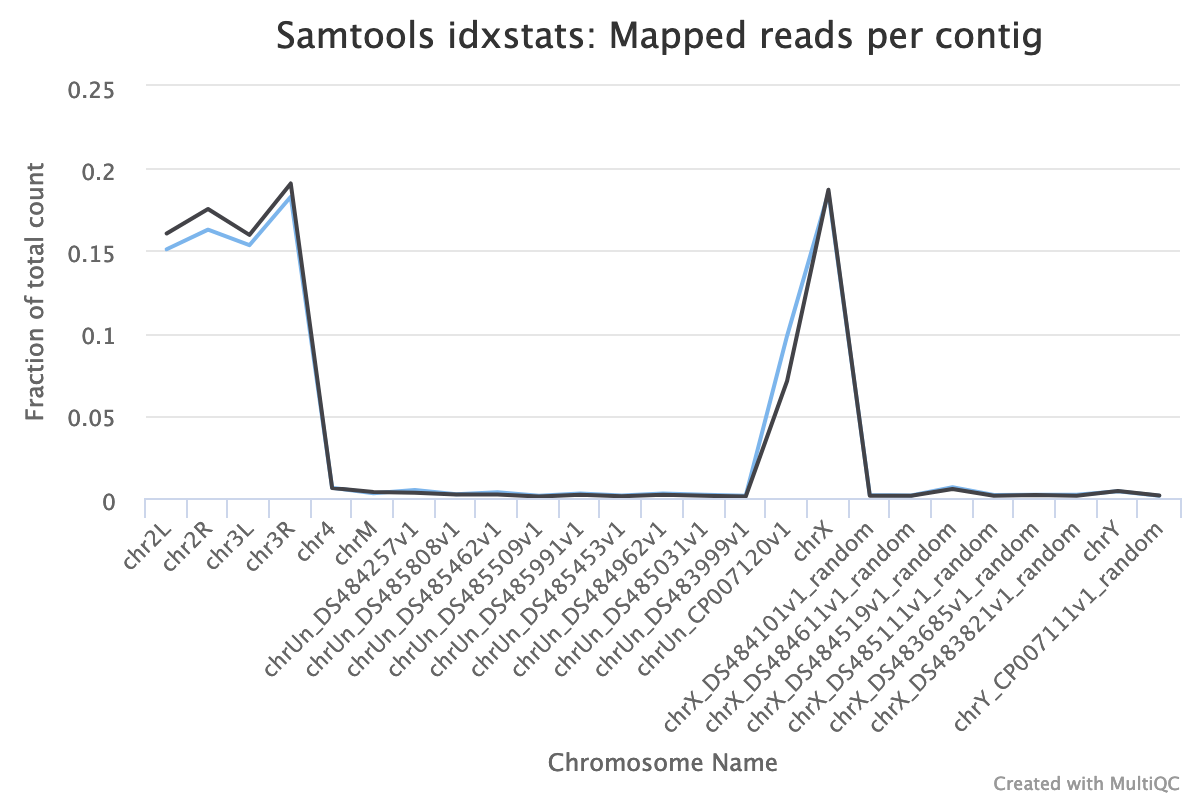 Samtools idxstats: Mapped reads per contig
0.25
0.2
0.15
0.1
0.05
0
Fraction of total count
chr2L
chr2R
chr3L
chr3R
chr4
chrM
chrUn_DS484257v1
chrUn_DS485808v1
chrUn_DS485462v1
chrUn_DS485509v1
chrUn_DS485991v1
chrUn_DS485453v1
chrUn_DS484962v1
chrUn_DS485031v1
chrUn_DS483999v1
chrUn_CP007120v1
chrX
chrX_DS484101v1_random
chrX_DS484611v1_random
chrX_DS484519v1_random
chrX_DS485111v1_random
chrX_DS483685v1_random
chrX_DS483821v1_random
chrY
chrY_CP007111v1_random
Chromosome Name
Created with MultiQC